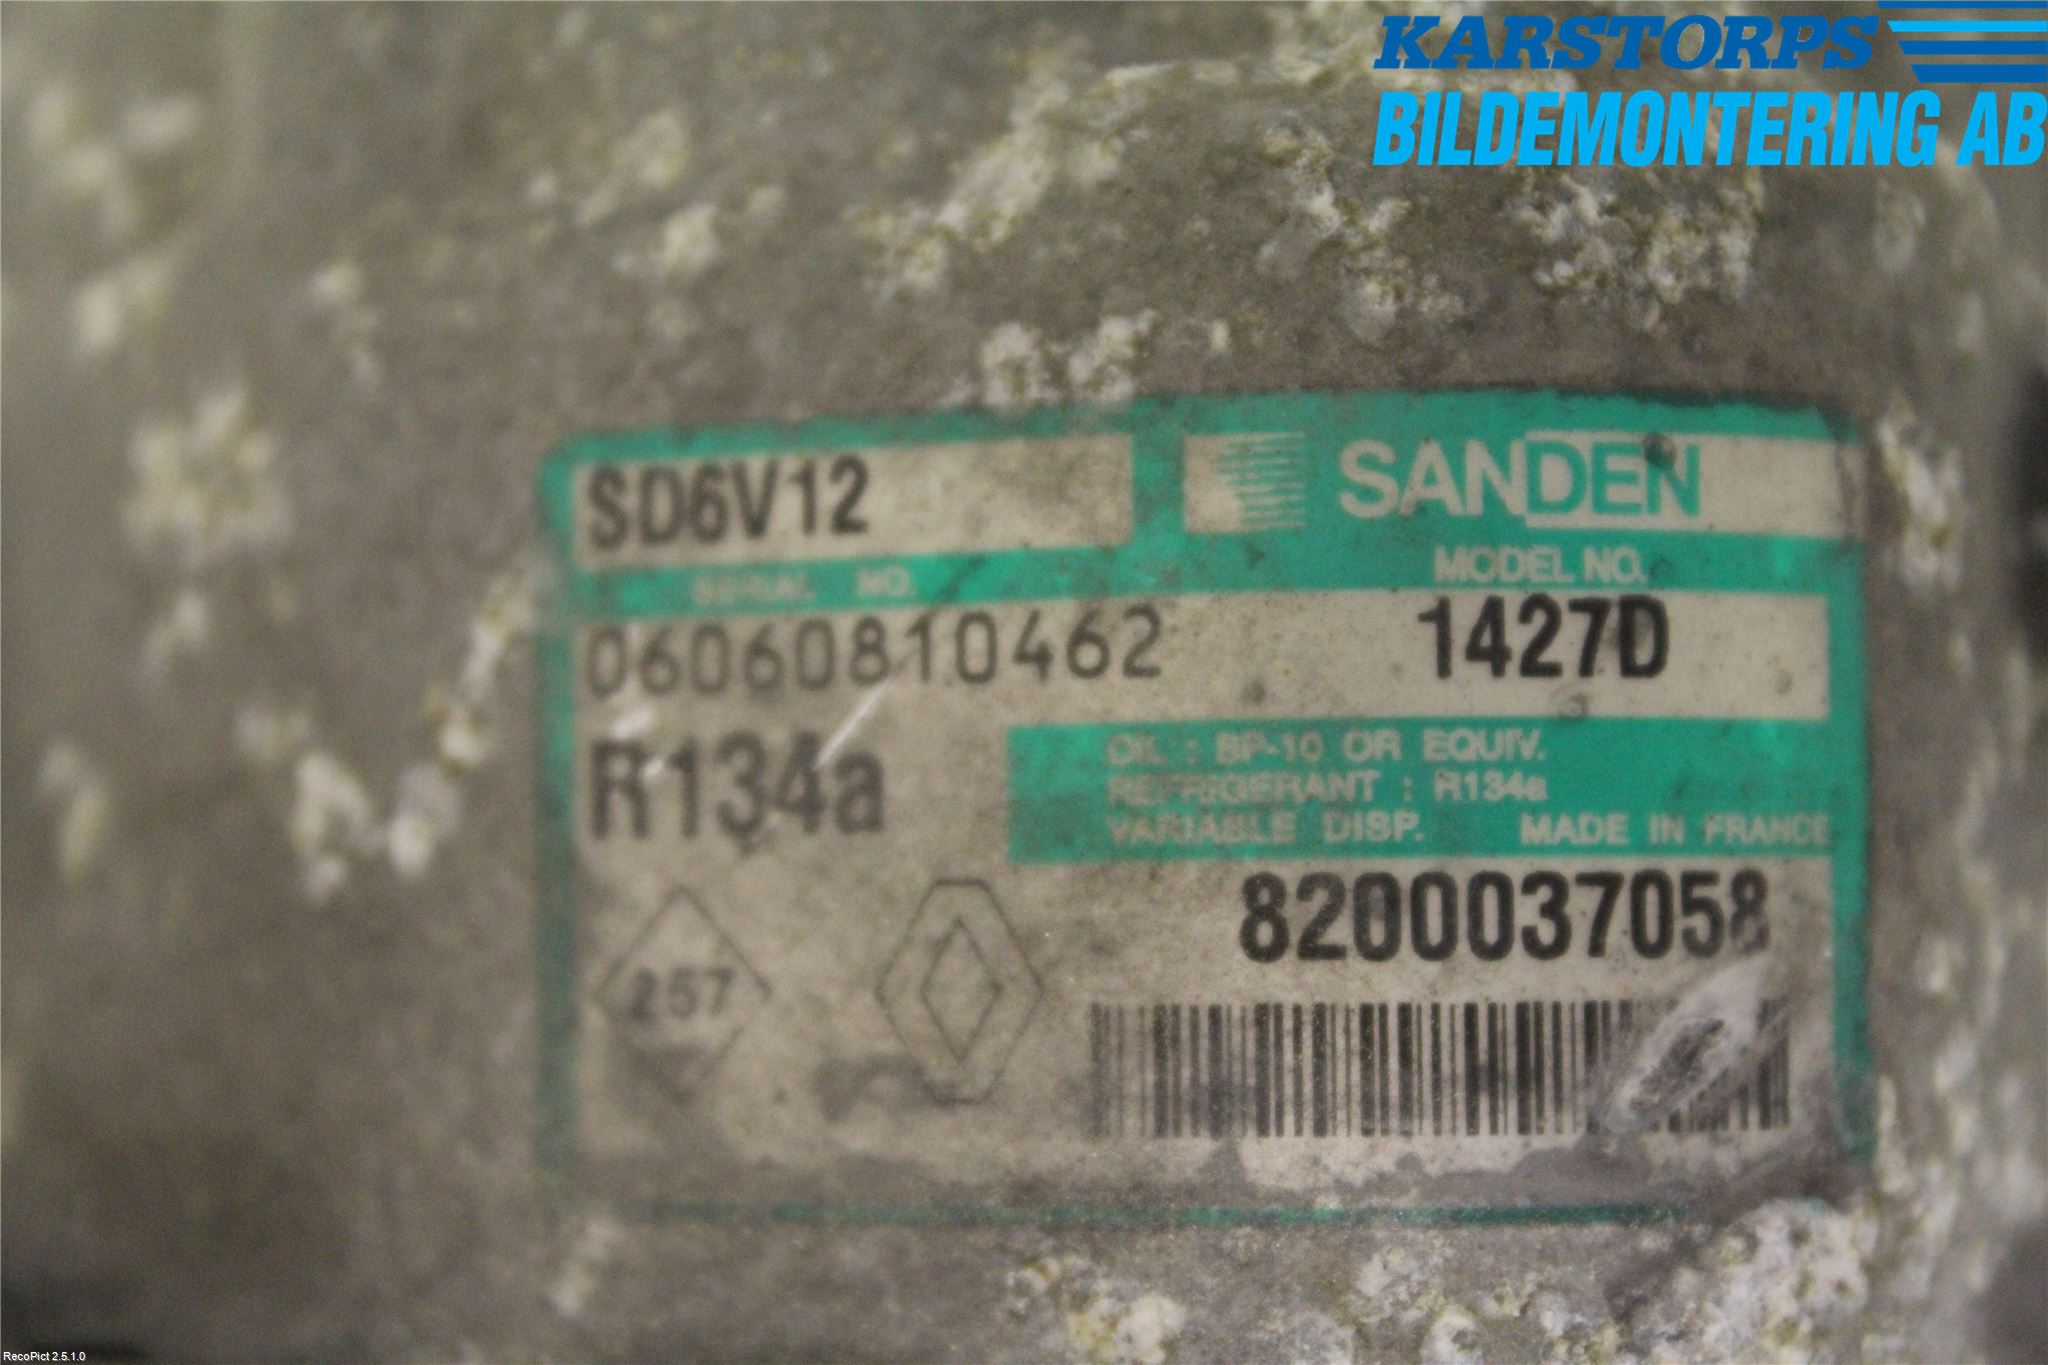 KARSTORPS
BILDEMONTERING AB
SD6V12
SANDEN
SERIAL NO.
MODEL NO.
06060810462
1427D
R134a
OIL : SP-10 OR EQUIV.
REFRIGERANT : R134a
VARIABLE DISP. MADE IN FRANCE
8200037058
257
RecoPict 2.5.1.0